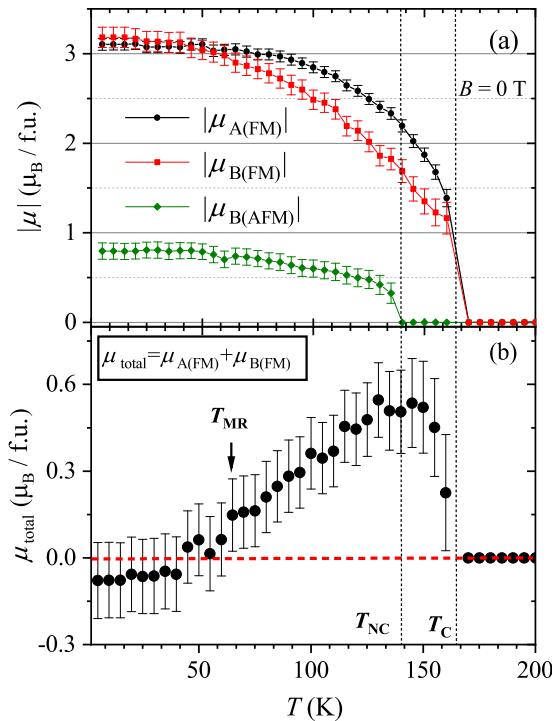 (a)
B = 0 T
|μA(FM)|
|μB(FM)|
|μB(AFM)|
|μ| (μB / f.u.)
3
2
1
0
(b)
μtotal=μA(FM)+μB(FM)
TMR
μtotal (μB / f.u.)
0.6
0.3
0.0
-0.3
TNC
TC
50
100
150
200
T (K)